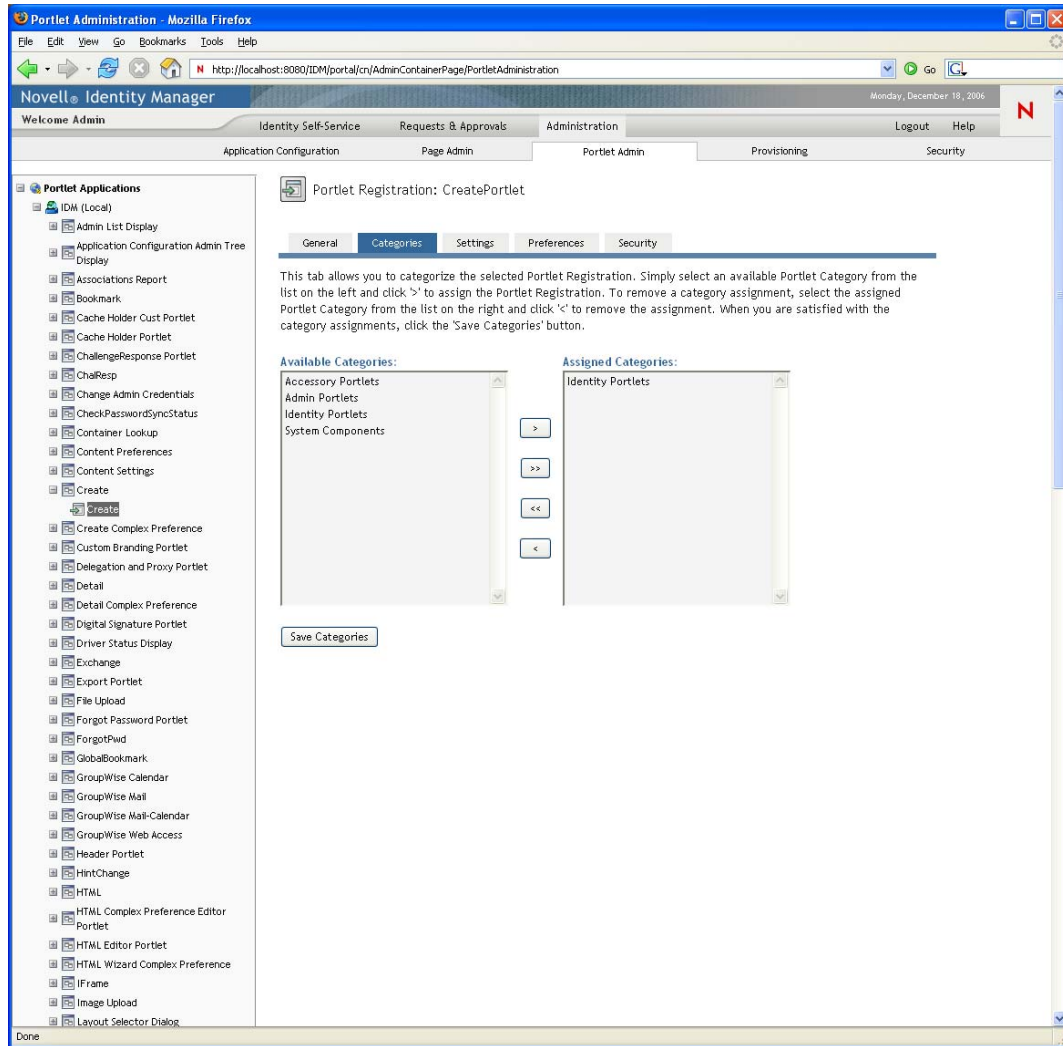 Portlet Administration - Mozilla Firefox
File Edit View Go Bookmarks Tools Help
N http://localhost:8080/IDM/portal/cn/AdminContainerPage/PortletAdministration Go G
Novell® Identity Manager Monday, December 18, 2006
N
Welcome Admin Identity Self-Service Requests & Approvals Administration Logout Help
Application Configuration Page Admin Portlet Admin Provisioning Security
Portlet Applications
IDM (Local)
Admin List Display
Application Configuration Admin Tree
Display
Associations Report
Bookmark
Cache Holder Cust Portlet
Cache Holder Portlet
ChallengeResponse Portlet
ChalResp
Change Admin Credentials
CheckPasswordSyncStatus
Container Lookup
Content Preferences
Content Settings
Create
Create
Create Complex Preference
Custom Branding Portlet
Delegation and Proxy Portlet
Detail
Detail Complex Preference
Digital Signature Portlet
Driver Status Display
Exchange
Export Portlet
File Upload
Forgot Password Portlet
ForgotPwd
GlobalBookmark
GroupWise Calendar
GroupWise Mail
GroupWise Mail-Calendar
GroupWise Web Access
Header Portlet
HintChange
HTML
HTML Complex Preference Editor
Portlet
HTML Editor Portlet
HTML Wizard Complex Preference
IFrame
Image Upload
Layout Selector Dialog
Portlet Registration: CreatePortlet
General Categories Settings Preferences Security
This tab allows you to categorize the selected Portlet Registration. Simply select an available Portlet Category from the
list on the left and click '>' to assign the Portlet Registration. To remove a category assignment, select the assigned
Portlet Category from the list on the right and click '<' to remove the assignment. When you are satisfied with the
category assignments, click the 'Save Categories' button.
Available Categories:
Accessory Portlets
Admin Portlets
Identity Portlets
System Components
>
>>
<<
<
Assigned Categories:
Identity Portlets
Save Categories
Done